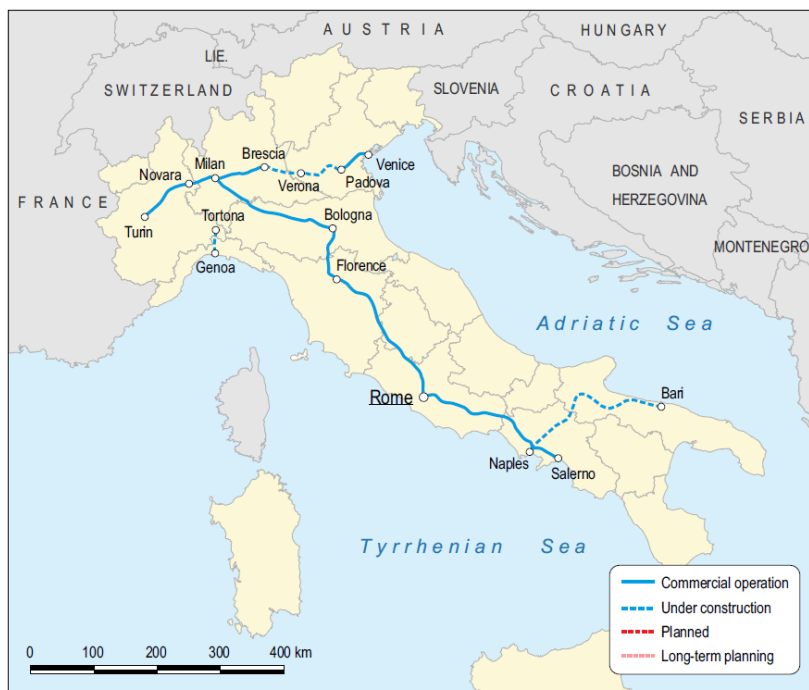 AUSTRIA
HUNGARY
LIE.
SWITZERLAND
SLOVENIA
CROATIA
SERBIA
Brescia
Milan
Venice
Novara
Verona
Padova
BOSNIA AND
HERZEGOVINA
FRANCE
Tortona
Bologna
Turin
MONTENEGRO
Genoa
Florence
Adriatic Sea
Rome
Bari
Naples
Salerno
Tyrrhenian Sea
Commercial operation
Under construction
Planned
Long-term planning
0 100 200 300 400 km